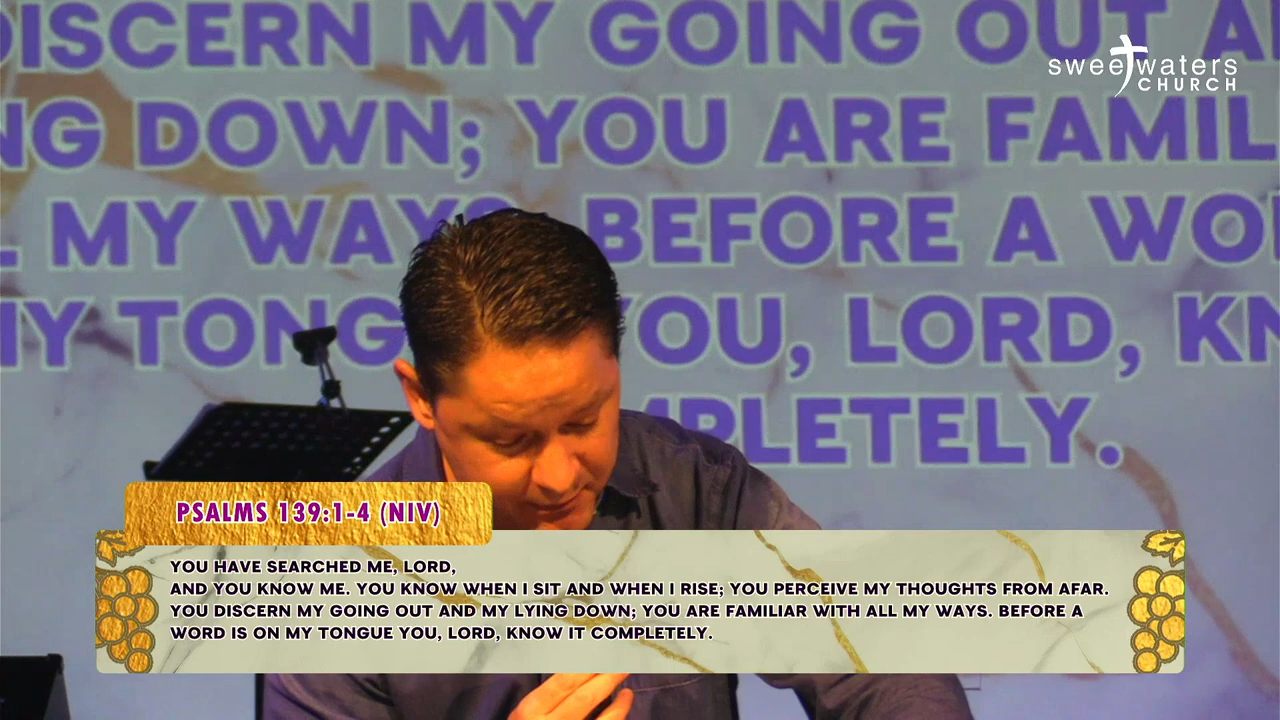 DISCERN MY GOING OUT A
NG DOWN; YOU ARE FAMIL
L MY WAYS. BEFORE A WO
MY TONG YOU, LORD, KN
MPLETELY.
sweetwaters
CHURCH
PSALMS 139:1-4 (NIV)
YOU HAVE SEARCHED ME, LORD,
AND YOU KNOW ME. YOU KNOW WHEN I SIT AND WHEN I RISE; YOU PERCEIVE MY THOUGHTS FROM AFAR.
YOU DISCERN MY GOING OUT AND MY LYING DOWN; YOU ARE FAMILIAR WITH ALL MY WAYS. BEFORE A
WORD IS ON MY TONGUE YOU, LORD, KNOW IT COMPLETELY.